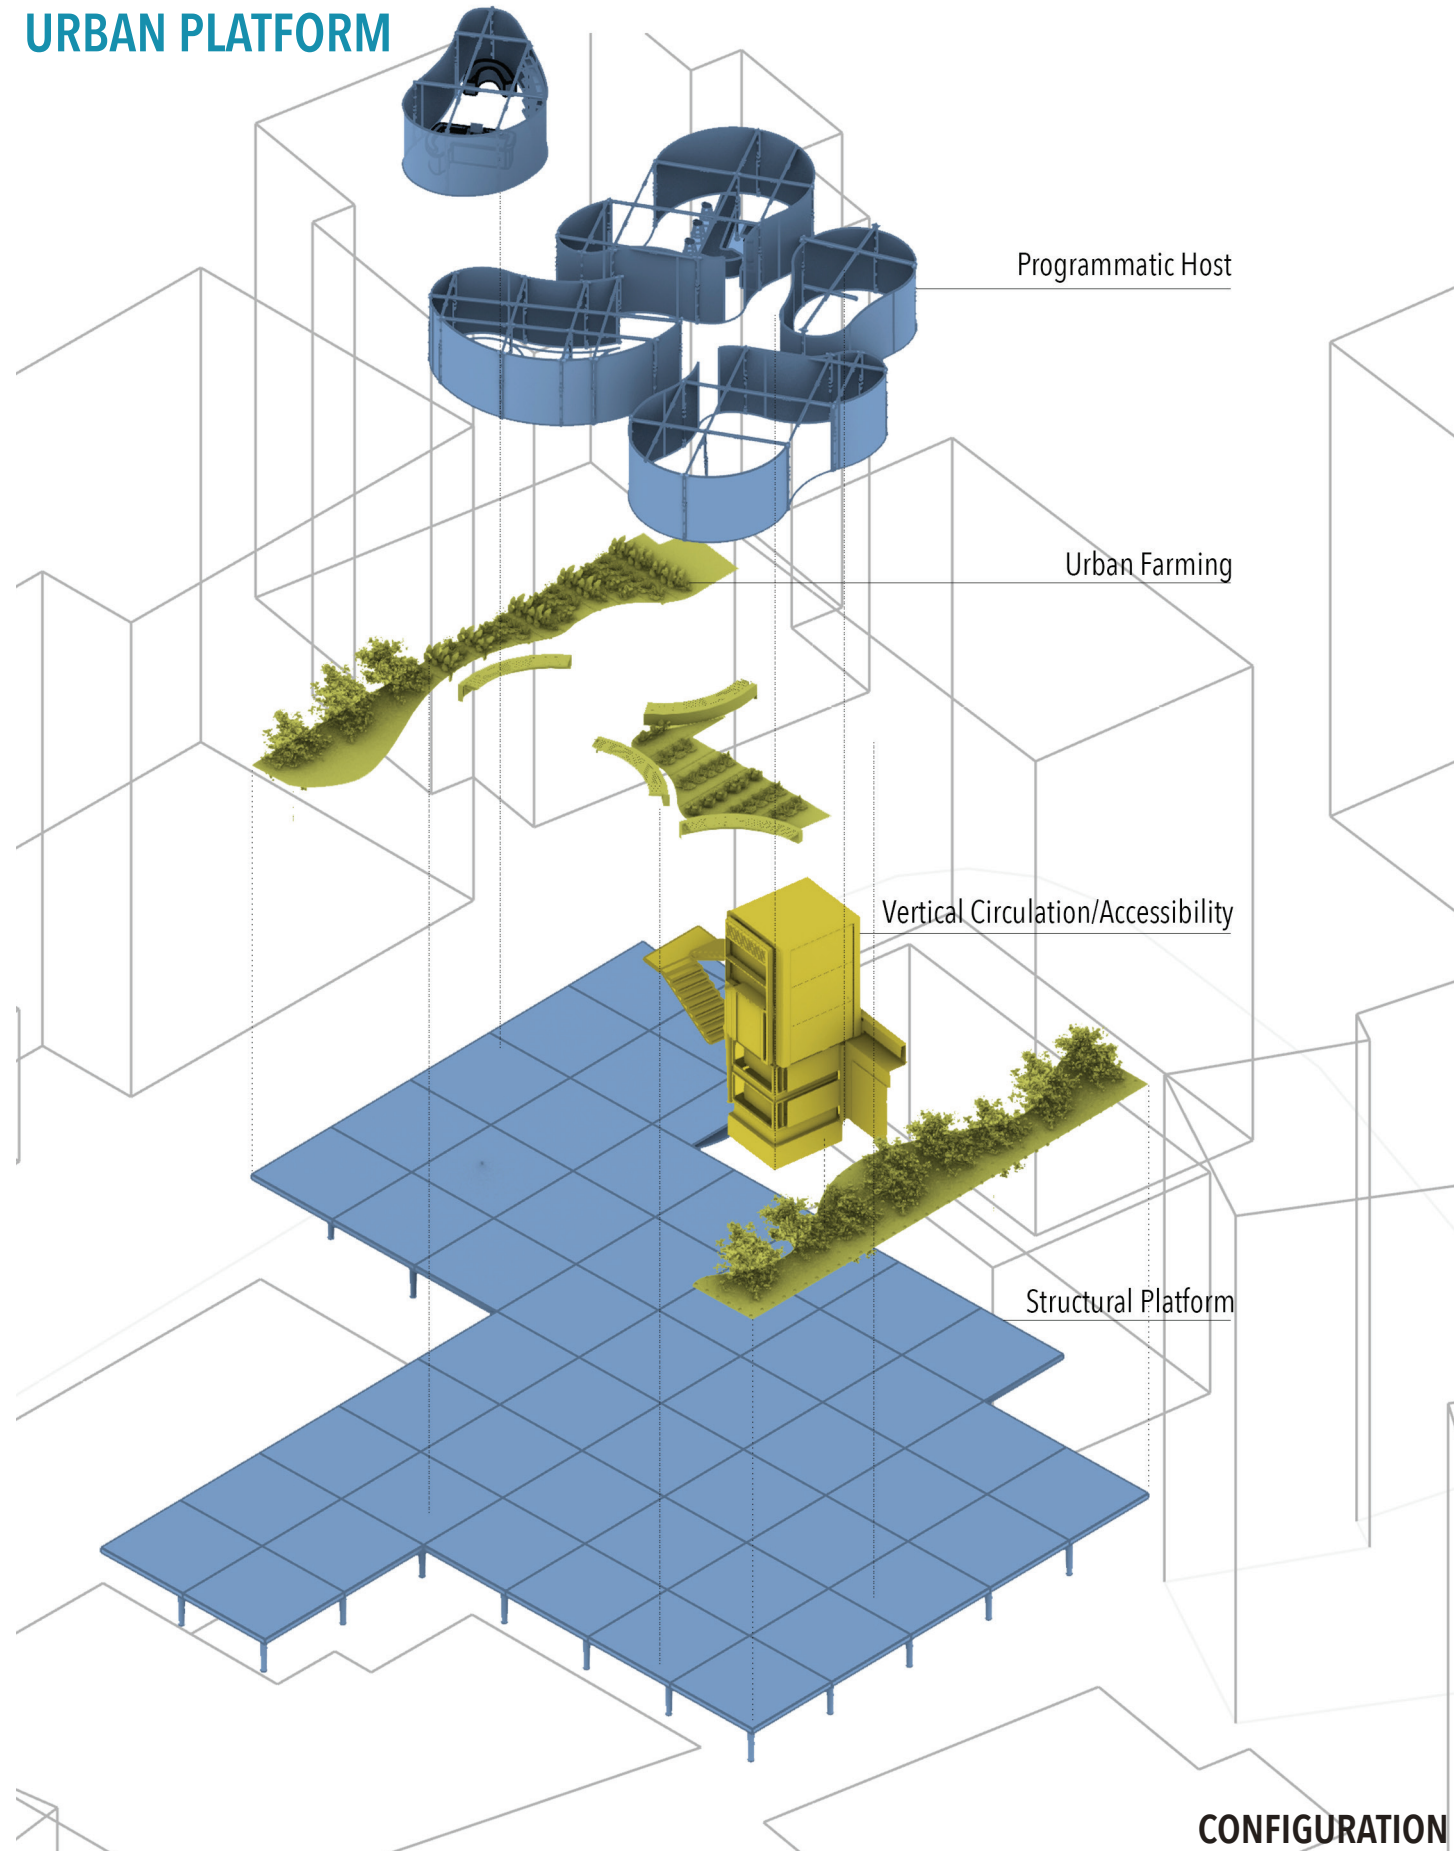 URBAN PLATFORM
Programmatic Host
Urban Farming
Vertical Circulation/Accessibility
Structural Platform
CONFIGURATION